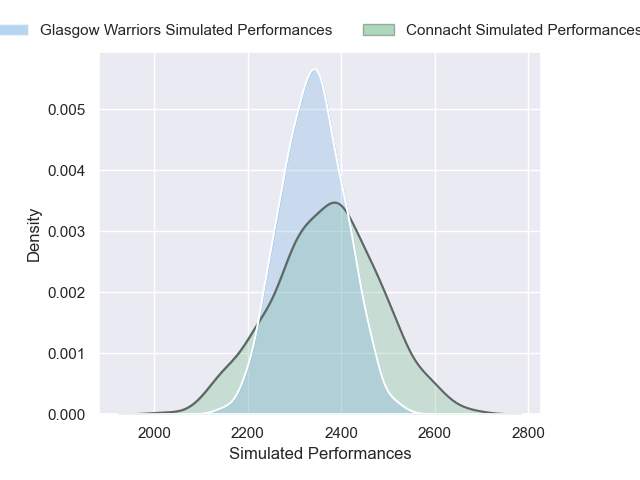 Glasgow Warriors Simulated Performances Connacht Simulated Performances
0.005
0.004
0.003
0.002
0.001
0.000
Density
2000 2200 2400 2600 2800
Simulated Performances